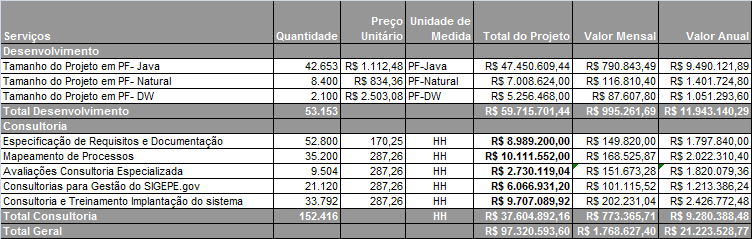 Serviços Quantidade Preço Unitário Unidade de Medida Total do Projeto Valor Mensal Valor Anual
Desenvolvimento
Tamanho do Projeto em PF- Java 42.653 R$ 1.112,48 PF-Java R$ 47.450.609,44 R$ 790.843,49 R$ 9.490.121,89
Tamanho do Projeto em PF- Natural 8.400 R$ 834,36 PF-Natural R$ 7.008.624,00 R$ 116.810,40 R$ 1.401.724,80
Tamanho do Projeto em PF- DW 2.100 R$ 2.503,08 PF-DW R$ 5.256.468,00 R$ 87.607,80 R$ 1.051.293,60
Total Desenvolvimento 53.153 R$ 59.715.701,44 R$ 995.261,69 R$ 11.943.140,29
Consultoria
Especificação de Requisitos e Documentação 52.800 170,25 HH R$ 8.989.200,00 R$ 149.820,00 R$ 1.797.840,00
Mapeamento de Processos 35.200 287,26 HH R$ 10.111.552,00 R$ 168.525,87 R$ 2.022.310,40
Avaliações Consultoria Especializada 9.504 287,26 HH R$ 2.730.119,04 R$ 151.673,28 R$ 1.820.079,36
Consultorias para Gestão do SIGEPE.gov 21.120 287,26 HH R$ 6.066.931,20 R$ 101.115,52 R$ 1.213.386,24
Consultoria e Treinamento Implantação do sistema 33.792 287,26 HH R$ 9.707.089,92 R$ 202.231,04 R$ 2.426.772,48
Total Consultoria 152.416 HH R$ 37.604.892,16 R$ 773.365,71 R$ 9.280.388,48
Total Geral R$ 97.320.593,60 R$ 1.768.627,40 R$ 21.223.528,77